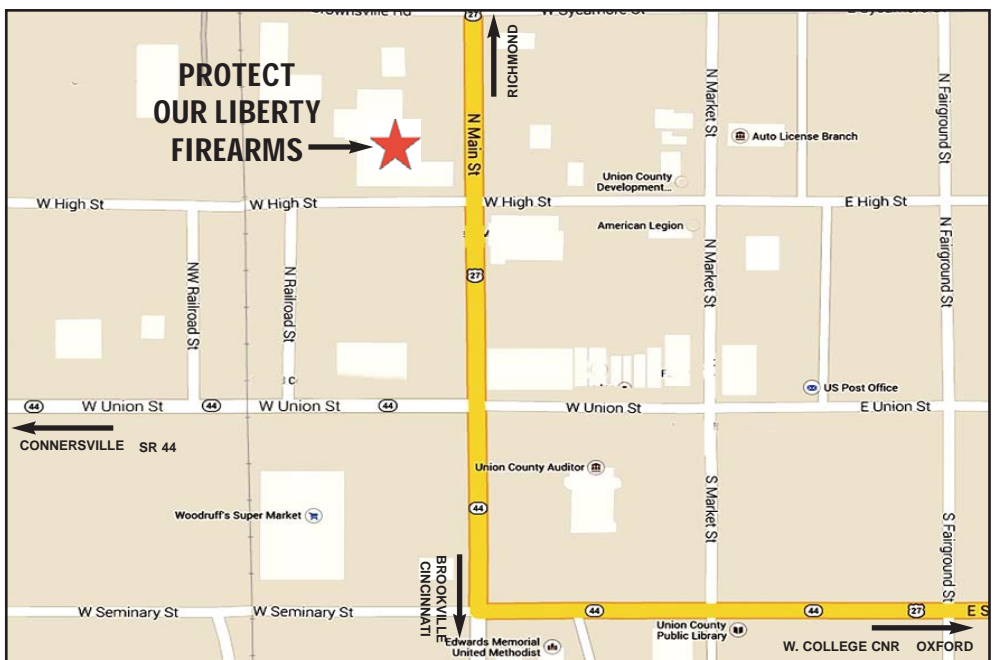 27
W Sycamore St
PROTECT
OUR LIBERTY
FIREARMS
RICHMOND
N Main St
N Market St
N Fairground St
Auto License Branch
Union County
Development...
W High St
W High St
W High St
E High St
American Legion
NW Railroad St
N Railroad St
27
N Market St
N Fairground St
US Post Office
44
W Union St
44
W Union St
44
W Union St
E Union St
CONNERSVILLE SR 44
Union County Auditor
Woodruff's Super Market
44
S Market St
S Fairground St
BROOKVILLE
CINCINNATI
W Seminary St
W Seminary St
44
44
27
E S
Edwards Memorial
United Methodist
Union County
Public Library
W. COLLEGE CNR OXFORD